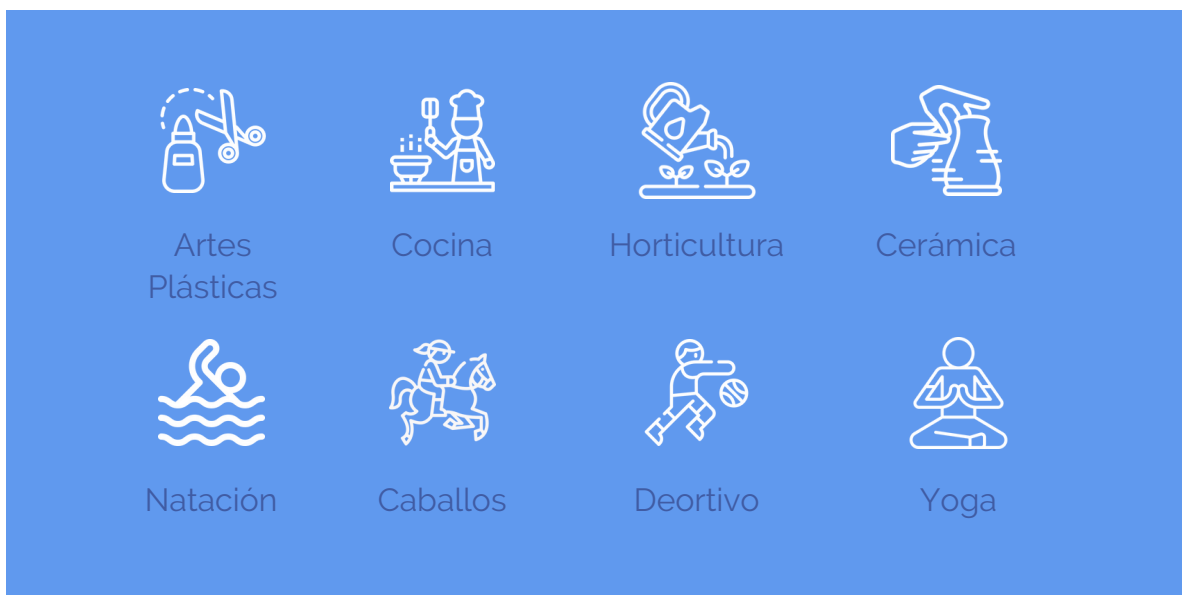 Artes
Plásticas
Cocina
Horticultura
Cerámica
Natación
Caballos
Deortivo
Yoga